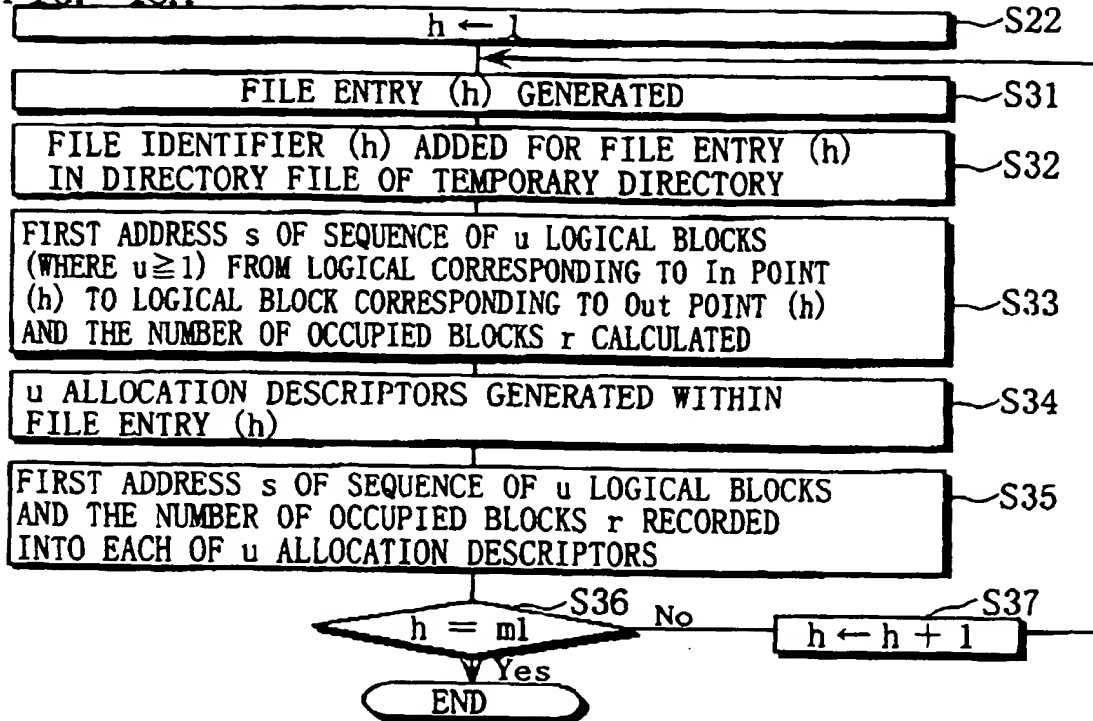 h ← 1
S22
FILE ENTRY (h) GENERATED
S31
FILE IDENTIFIER (h) ADDED FOR FILE ENTRY (h)
IN DIRECTORY FILE OF TEMPORARY DIRECTORY
S32
FIRST ADDRESS s OF SEQUENCE OF u LOGICAL BLOCKS
(WHERE u≧1) FROM LOGICAL CORRESPONDING TO In POINT
(h) TO LOGICAL BLOCK CORRESPONDING TO Out POINT (h)
AND THE NUMBER OF OCCUPIED BLOCKS r CALCULATED
S33
u ALLOCATION DESCRIPTORS GENERATED WITHIN
FILE ENTRY (h)
S34
FIRST ADDRESS s OF SEQUENCE OF u LOGICAL BLOCKS
AND THE NUMBER OF OCCUPIED BLOCKS r RECORDED
INTO EACH OF u ALLOCATION DESCRIPTORS
S35
S36
h = m1
No
S37
h ← h + 1
Yes
END